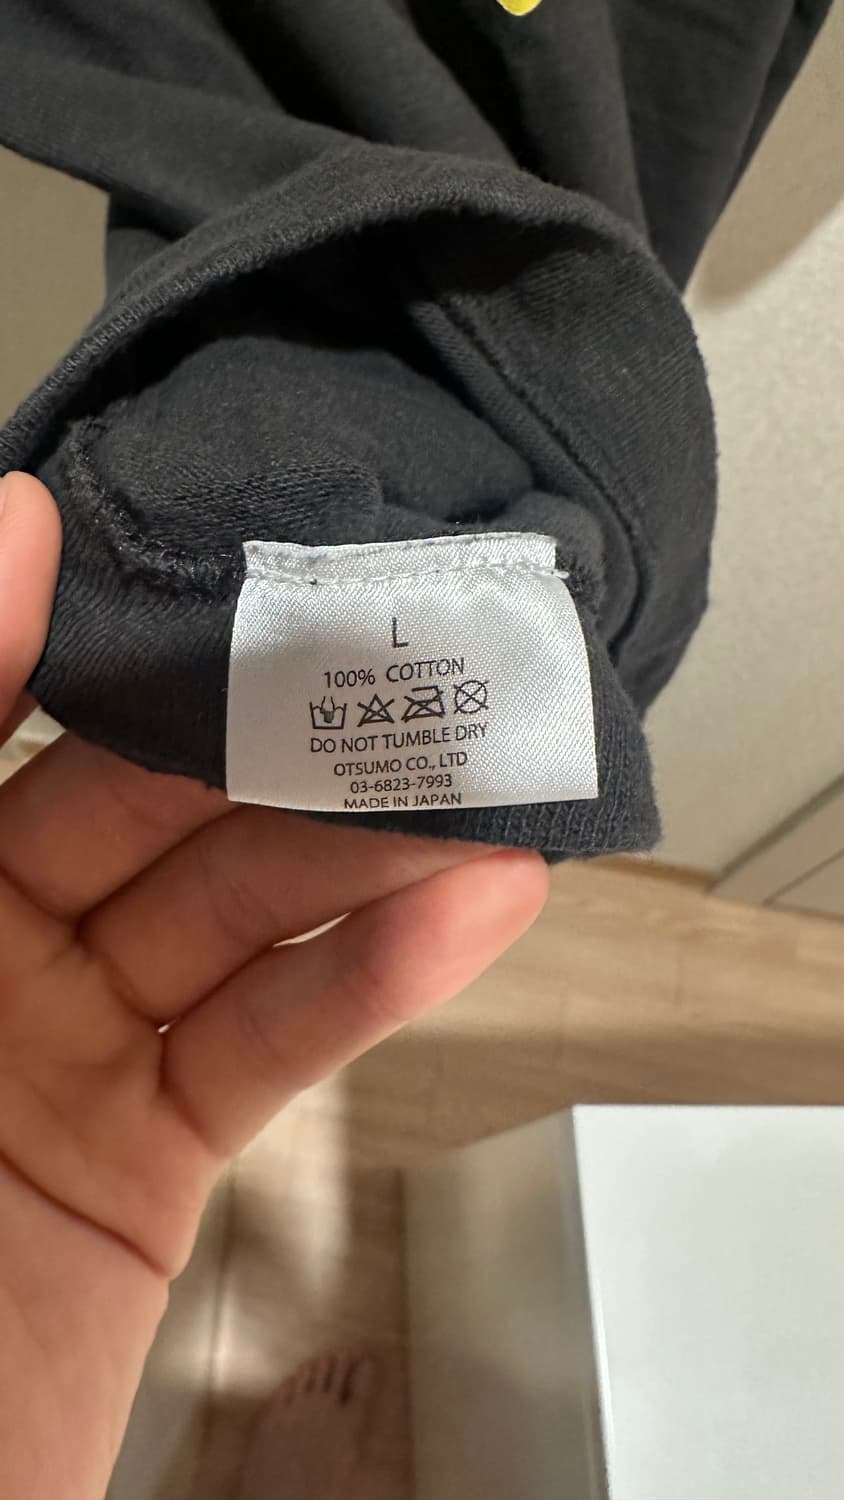 L
100% COTTON
DO NOT TUMBLE DRY
OTSUMO CO., LTD
03-6823-7993
MADE IN JAPAN